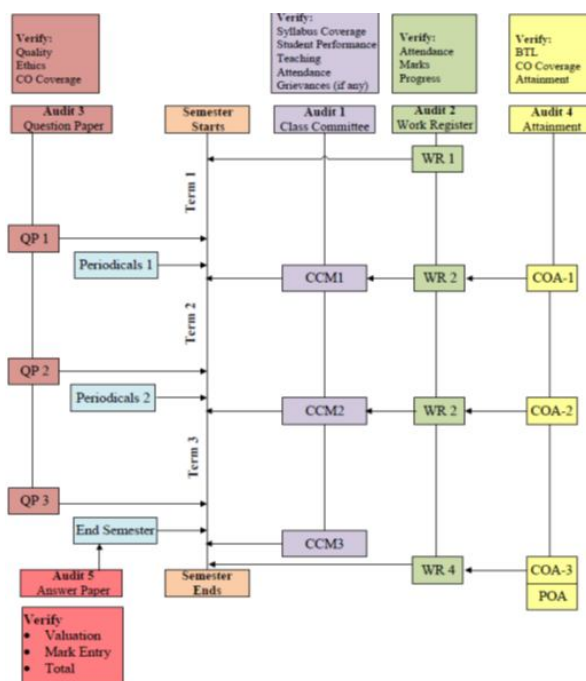 Verify:
Quality
Ethics
CO Coverage
Verify:
Syllabus Coverage
Student Performance
Teaching
Attendance
Grievances (if any)
Verify:
Attendance
Marks
Progress
Verify:
BTL
CO Coverage
Attainment
Audit 3
Question Paper
Semester
Starts
Audit 1
Class Committee
Audit 2
Work Register
Audit 4
Attainment
WR 1
Term 1
QP 1
Periodicals 1
CCM1
WR 2
COA-1
Term 2
QP 2
Periodicals 2
CCM2
WR 2
COA-2
Term 3
QP 3
End Semester
CCM3
Audit 5
Answer Paper
Semester
Ends
WR 4
COA-3
POA
Verify
• Valuation
• Mark Entry
• Total